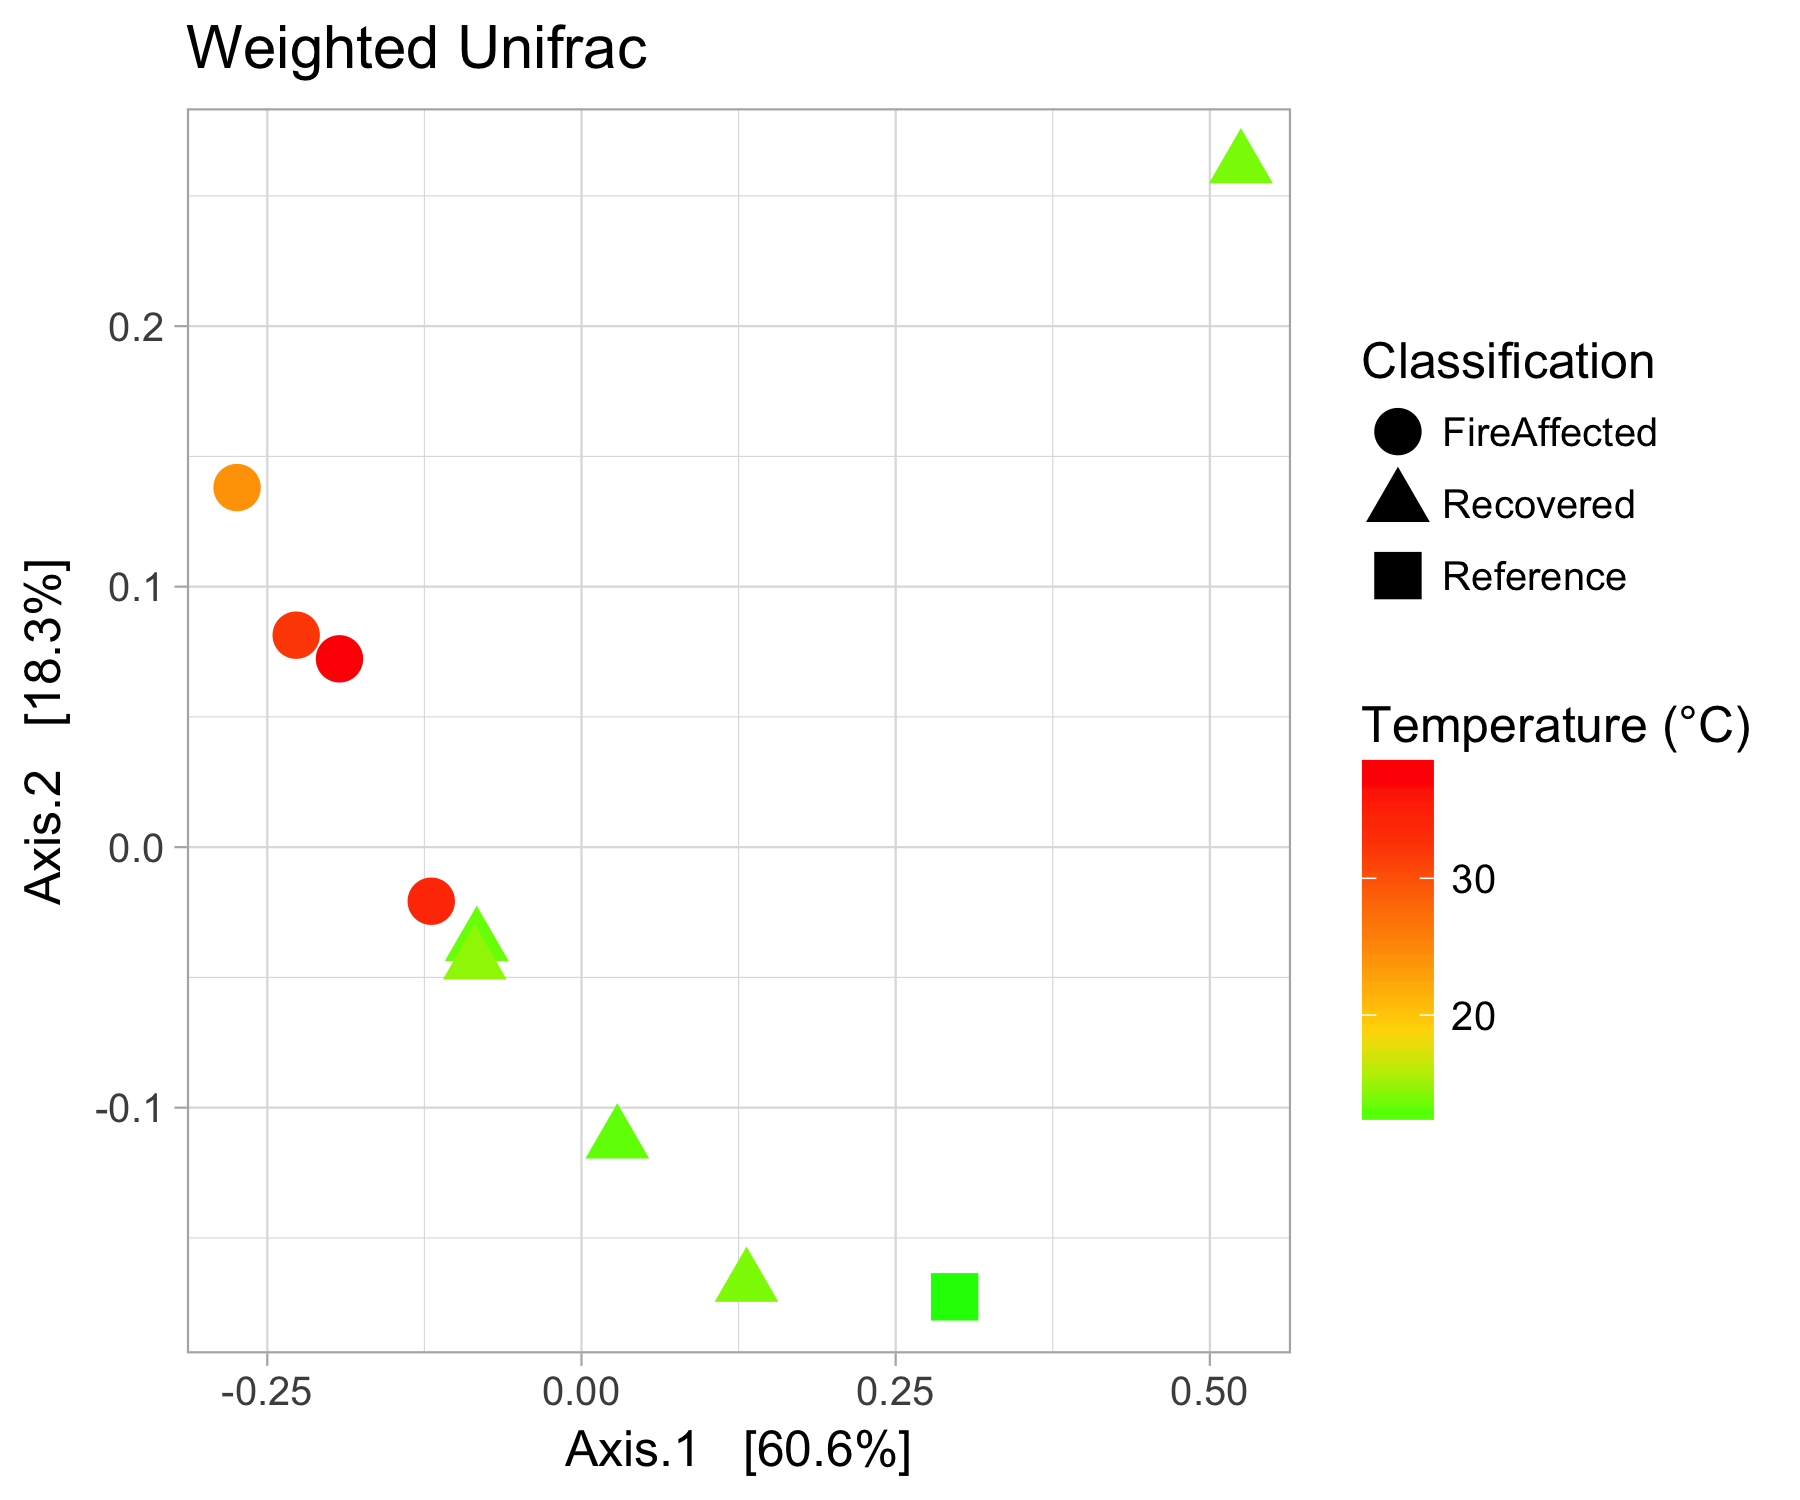 Weighted Unifrac
0.2
0.1
0.0
-0.1
Axis.2 [18.3%]
-0.25 0.00 0.25 0.50
Axis.1 [60.6%]
Classification
FireAffected
Recovered
Reference
Temperature (°C)
30
20